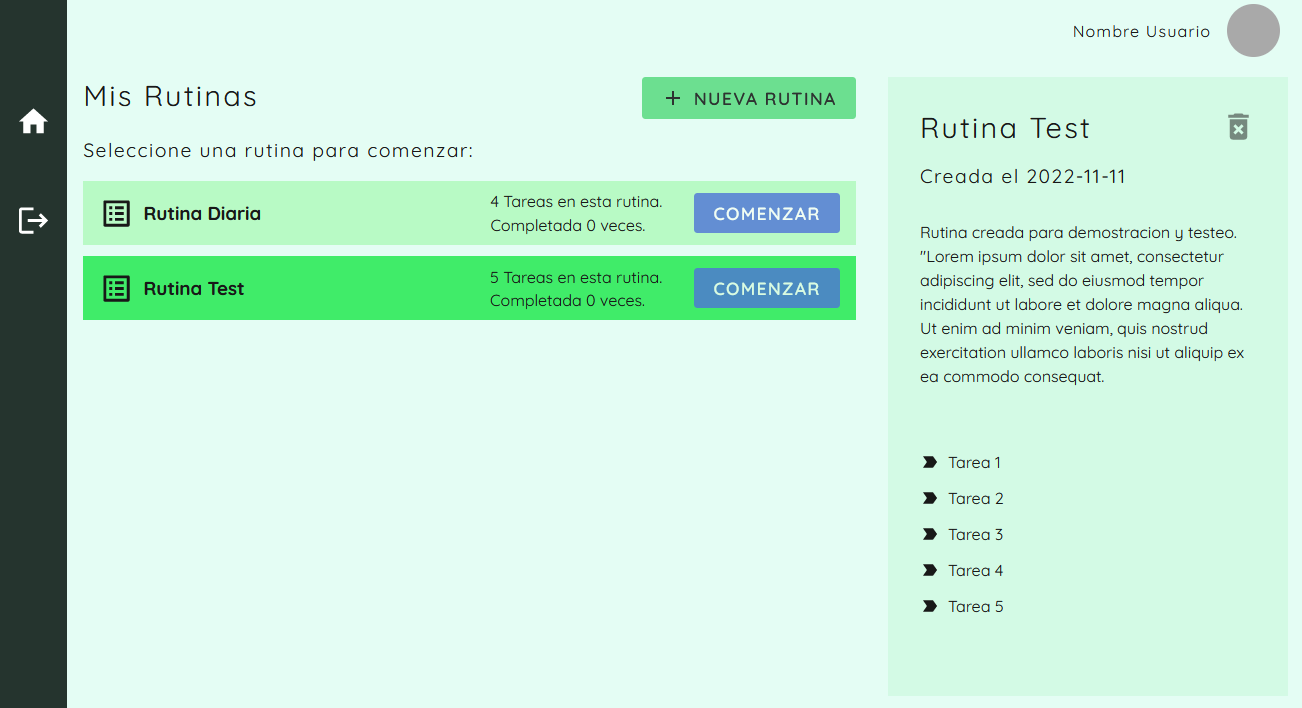 Nombre Usuario
Mis Rutinas
+ NUEVA RUTINA
Seleccione una rutina para comenzar:
Rutina Diaria
4 Tareas en esta rutina.
Completada 0 veces.
COMENZAR
Rutina Test
5 Tareas en esta rutina.
Completada 0 veces.
COMENZAR
Rutina Test
Creada el 2022-11-11
Rutina creada para demostracion y testeo.
"Lorem ipsum dolor sit amet, consectetur
adipiscing elit, sed do eiusmod tempor
incididunt ut labore et dolore magna aliqua.
Ut enim ad minim veniam, quis nostrud
exercitation ullamco laboris nisi ut aliquip ex
ea commodo consequat.
Tarea 1
Tarea 2
Tarea 3
Tarea 4
Tarea 5